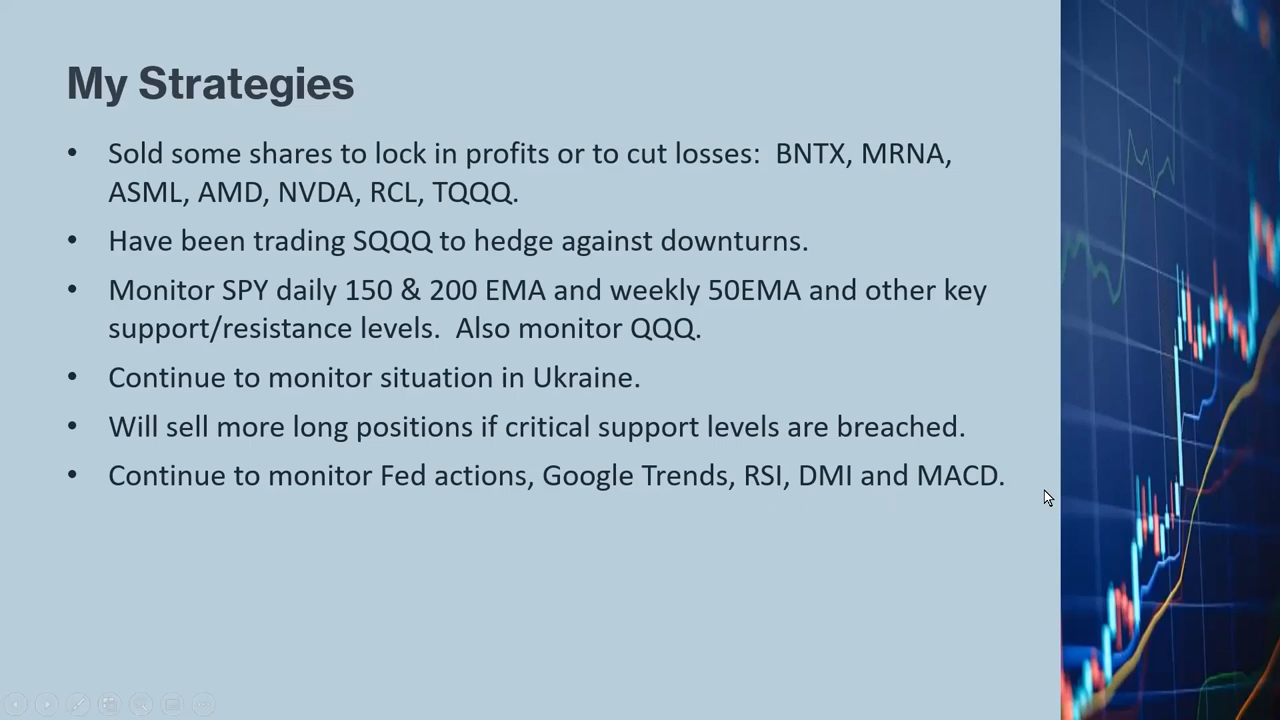 My Strategies
• Sold some shares to lock in profits or to cut losses:  BNTX, MRNA,
ASML, AMD, NVDA, RCL, TQQQ.
• Have been trading SQQQ to hedge against downturns.
• Monitor SPY daily 150 & 200 EMA and weekly 50EMA and other key
support/resistance levels.  Also monitor QQQ.
• Continue to monitor situation in Ukraine.
• Will sell more long positions if critical support levels are breached.
• Continue to monitor Fed actions, Google Trends, RSI, DMI and MACD.